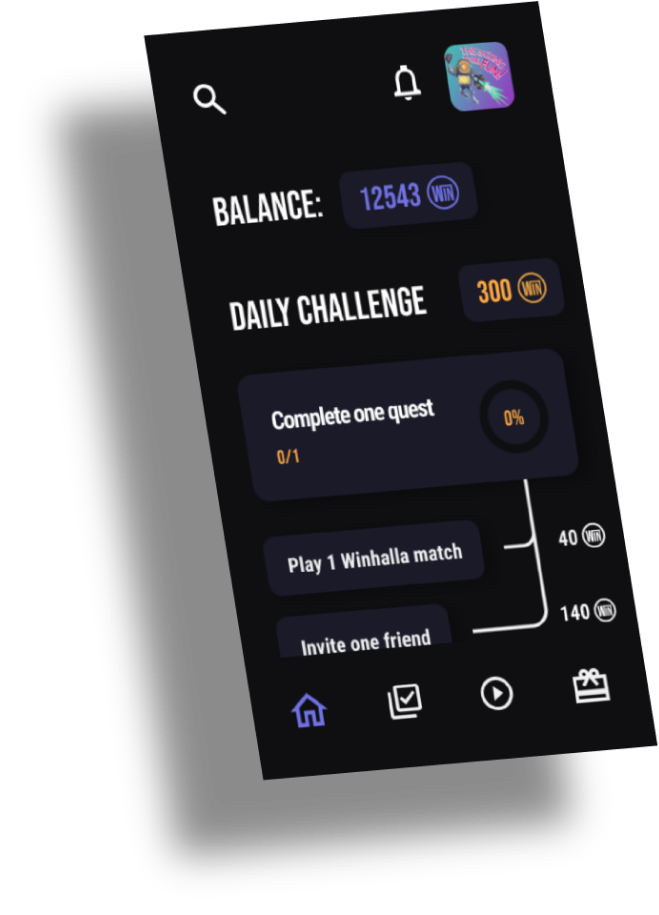 BALANCE: 12543 WIN
DAILY CHALLENGE 300 WIN
Complete one quest
0/1
0%
Play 1 Winhalla match
40 WIN
Invite one friend
140 WIN